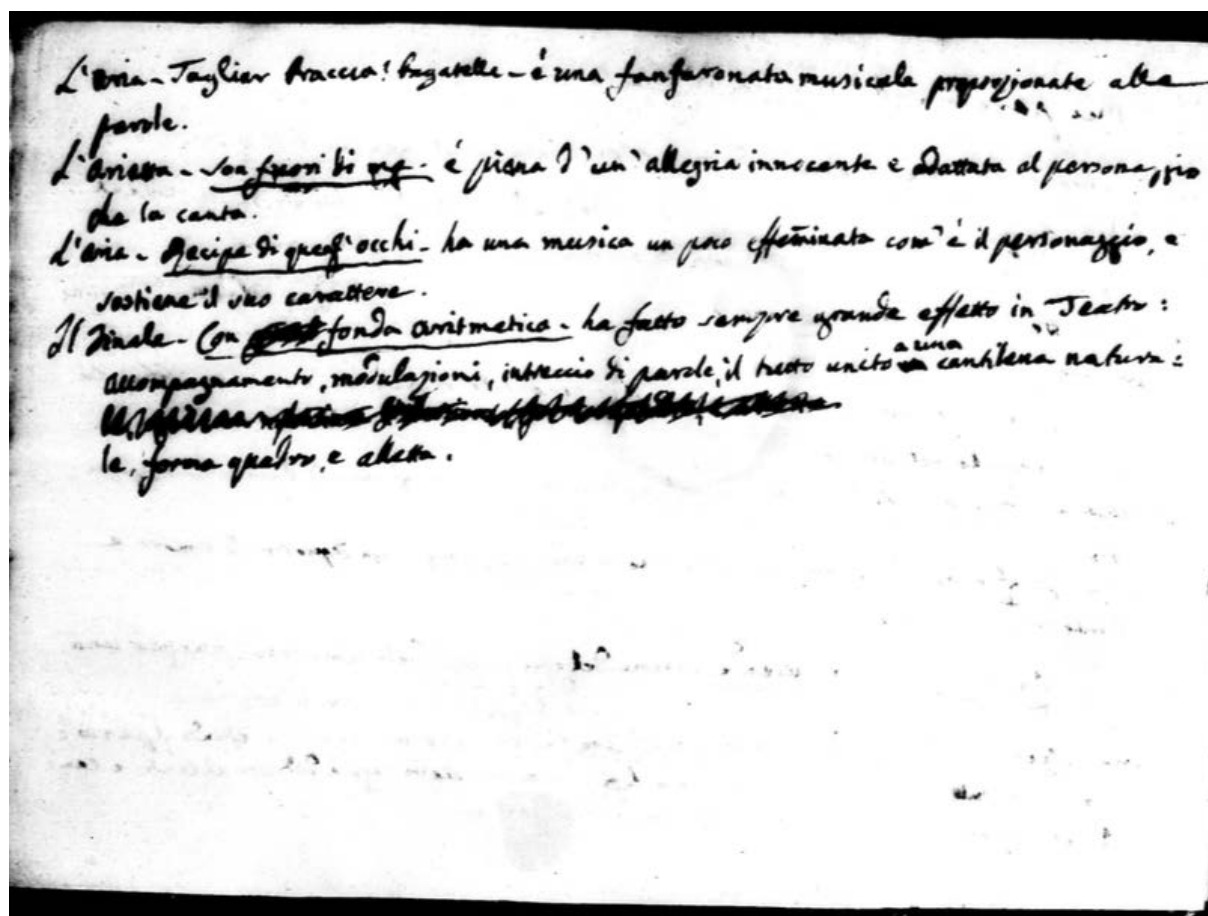 L'aria - Taglier braccia! bagatelle - è una fanfaronata musicale proporzionate alle
parole.
L'arietta - son fuori di me - è piena d'un'allegria innocente e adattata al personaggio
che la canta.
L'aria - Recipe di quegl'occhi - ha una musica un poco effeminata com'è il personaggio, e
sostiene il suo carattere.
Il Finale - Con fonda aritmetica - ha fatto sempre grande effetto in Teatro:
accompagnamento, modulazioni, intreccio di parole, il tutto unito a una cantilena natura:
le, forma quadro, e alletta.